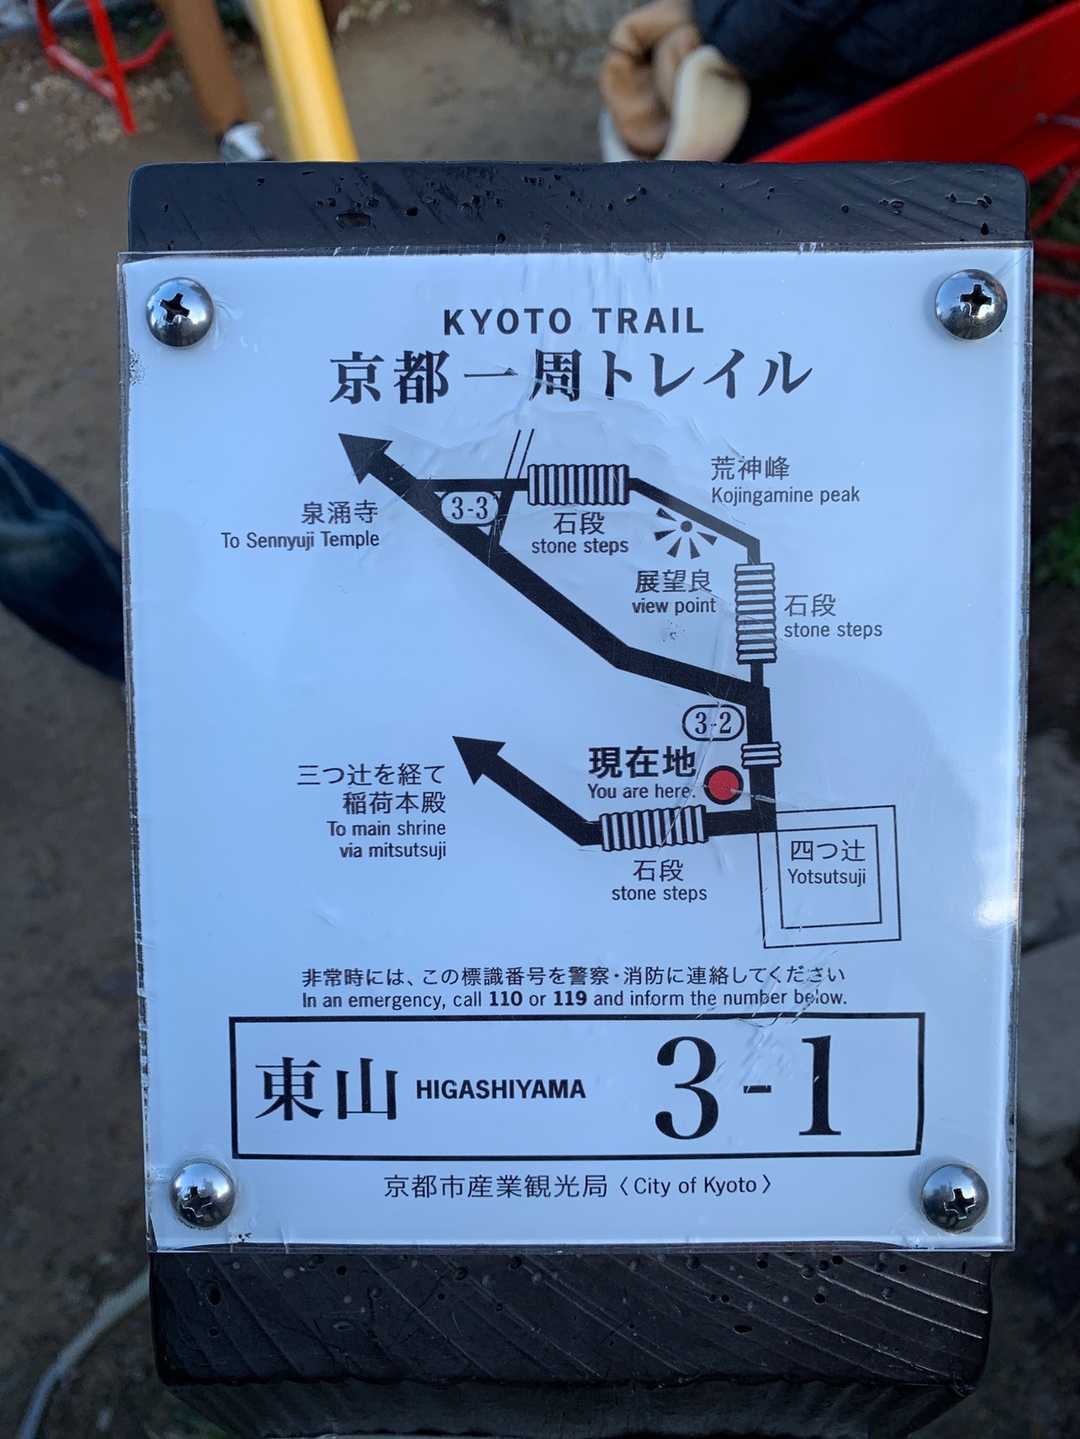 KYOTO TRAIL
京都一周トレイル
荒神峰
Kojingamine peak
3-3
泉涌寺
To Sennyuji Temple
石段
stone steps
展望良
view point
石段
stone steps
3-2
現在地
You are here.
三つ辻を経て
稲荷本殿
To main shrine
via mitsutsuji
四つ辻
Yotsutsuji
石段
stone steps
非常時には、この標識番号を警察・消防に連絡してください
In an emergency, call 110 or 119 and inform the number below.
東山 HIGASHIYAMA 3-1
京都市産業観光局〈City of Kyoto〉